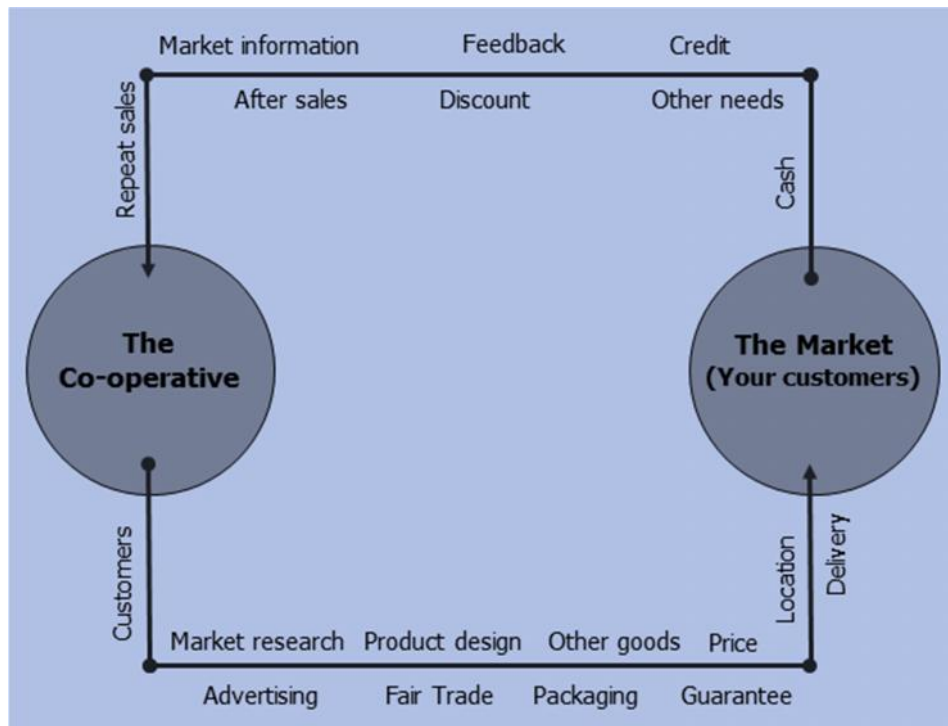 Market information Feedback Credit
After sales Discount Other needs
Repeat sales
Cash
The
Co-operative
The Market
(Your customers)
Customers
Location
Delivery
Market research Product design Other goods Price
Advertising Fair Trade Packaging Guarantee